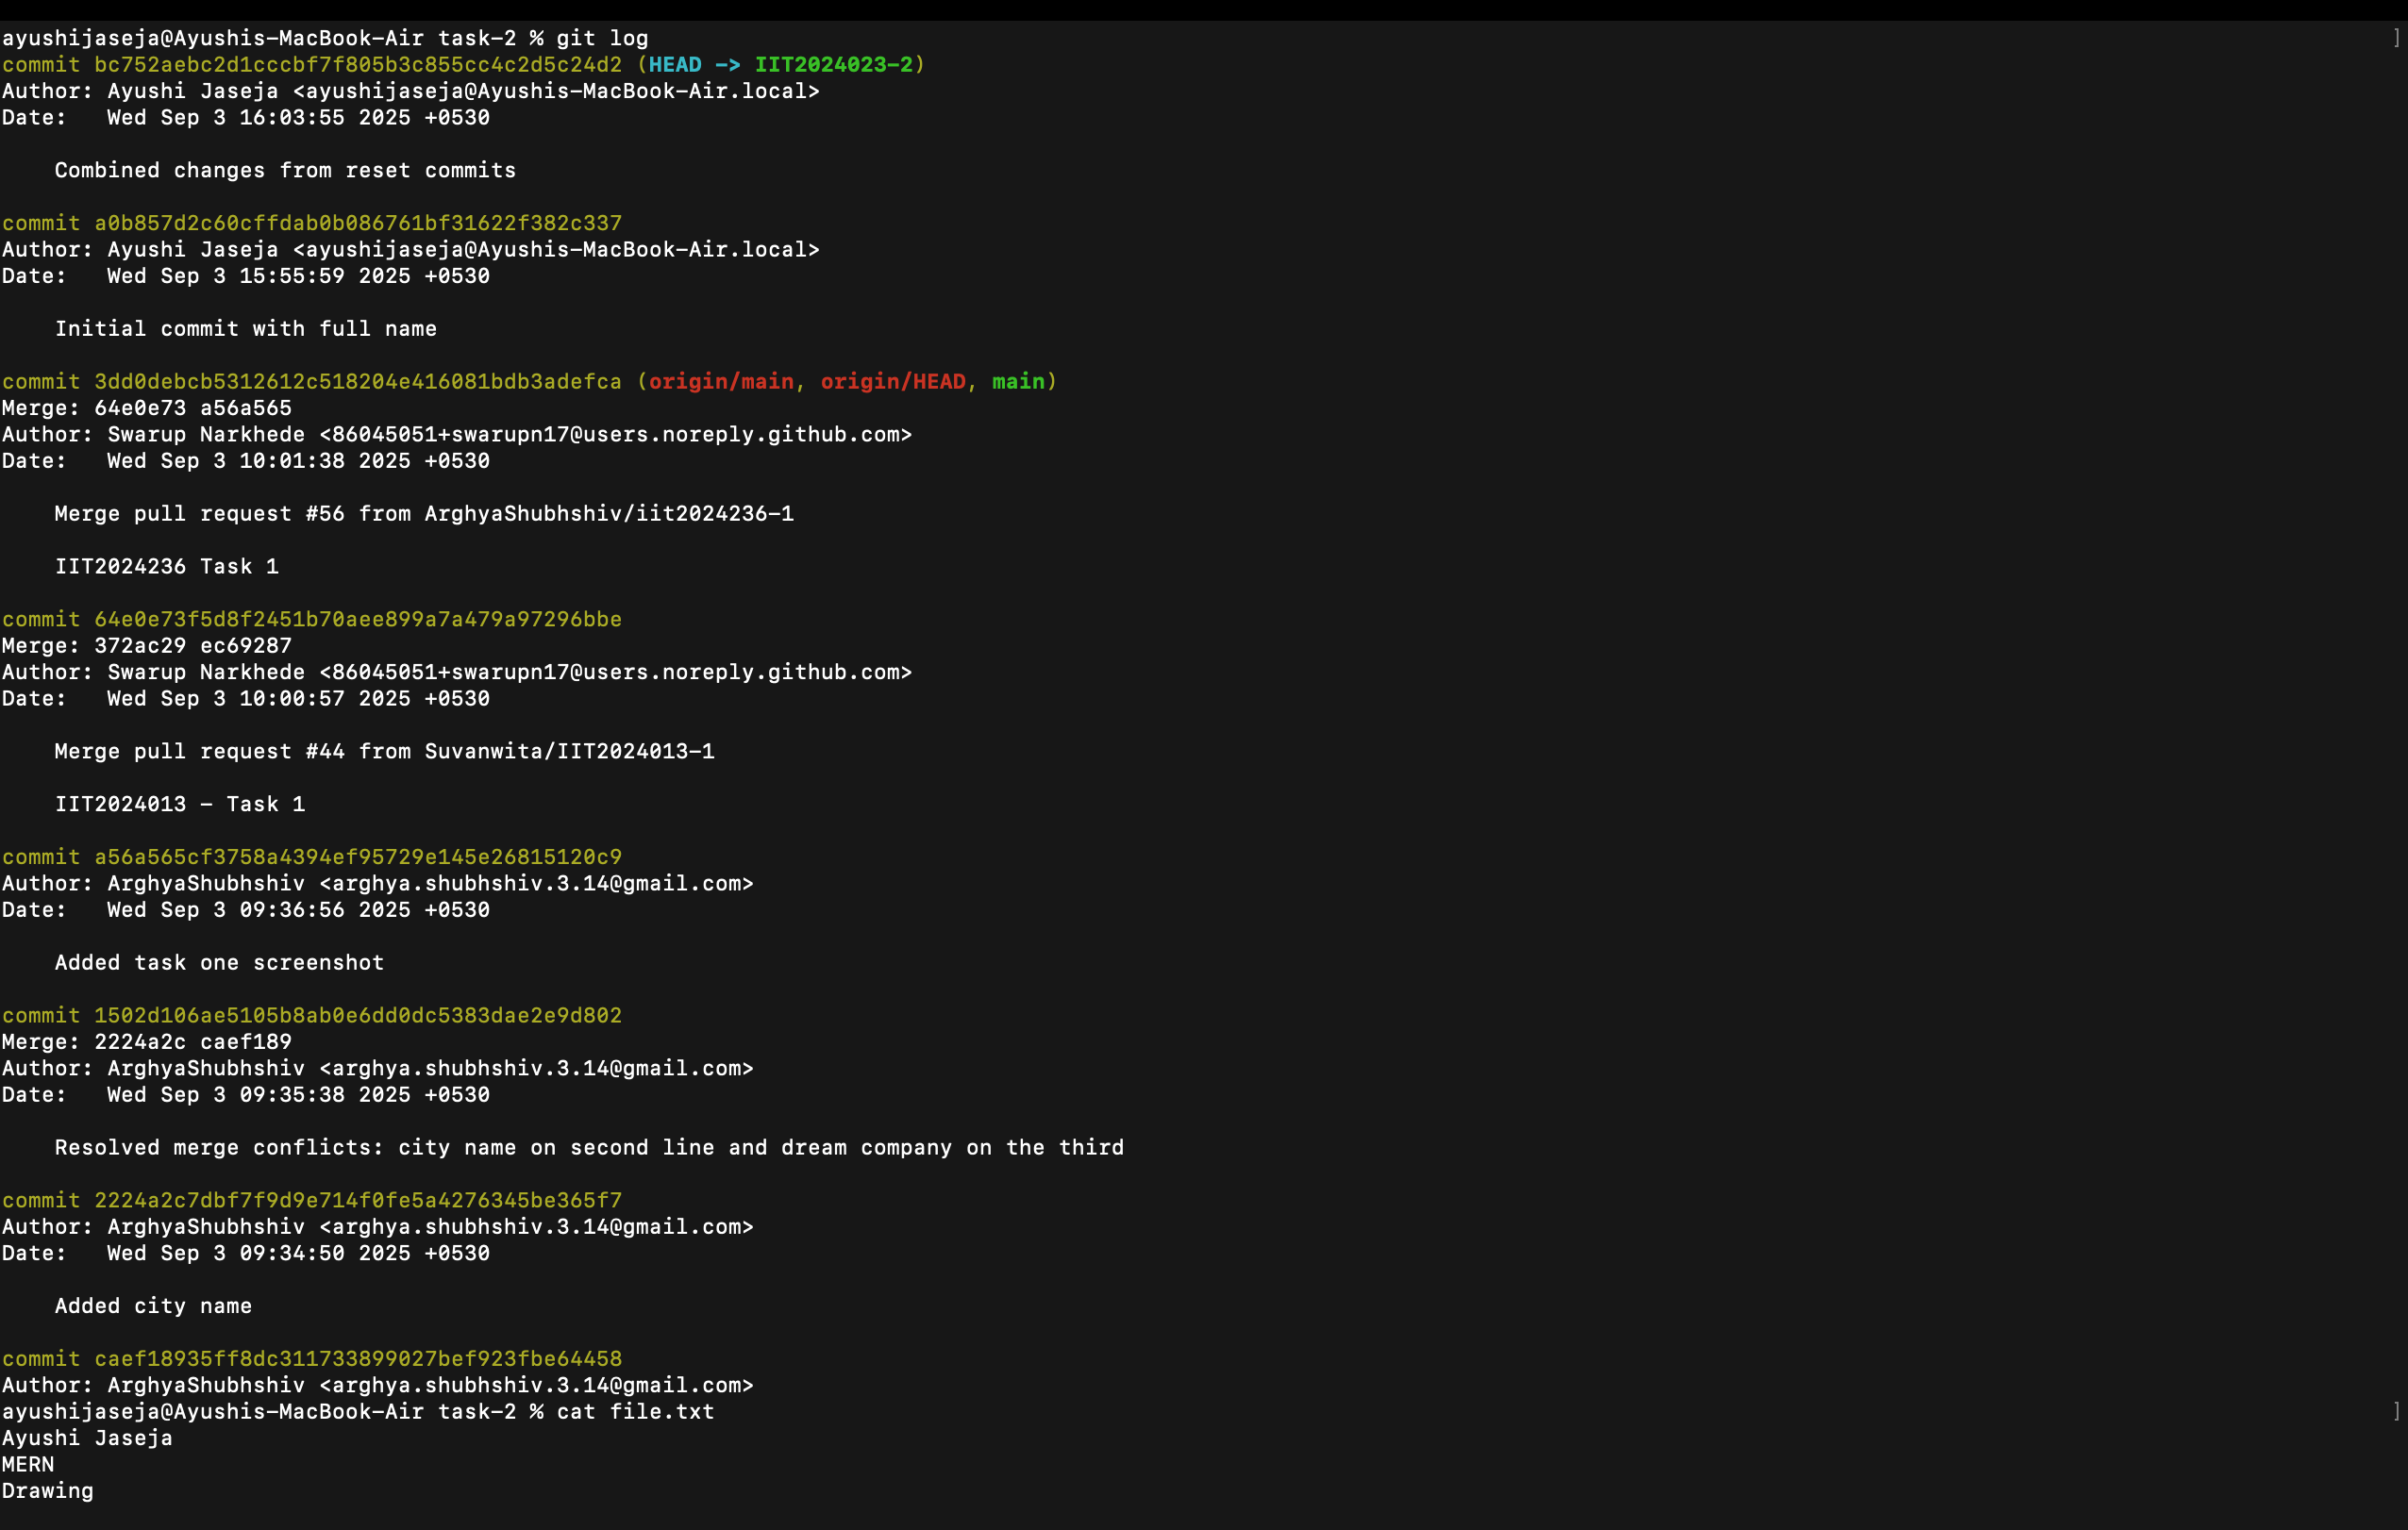 ayushijaseja@Ayushis-MacBook-Air task-2 % git log ]
commit bc752aebc2d1cccbf7f805b3c855cc4c2d5c24d2 (HEAD -> IIT2024023-2)
Author: Ayushi Jaseja <ayushijaseja@Ayushis-MacBook-Air.local>
Date:   Wed Sep 3 16:03:55 2025 +0530
    Combined changes from reset commits
commit a0b857d2c60cffdab0b086761bf31622f382c337
Author: Ayushi Jaseja <ayushijaseja@Ayushis-MacBook-Air.local>
Date:   Wed Sep 3 15:55:59 2025 +0530
    Initial commit with full name
commit 3dd0debcb5312612c518204e416081bdb3adefca (origin/main, origin/HEAD, main)
Merge: 64e0e73 a56a565
Author: Swarup Narkhede <86045051+swarupn17@users.noreply.github.com>
Date:   Wed Sep 3 10:01:38 2025 +0530
    Merge pull request #56 from ArghyaShubhshiv/iit2024236-1
    IIT2024236 Task 1
commit 64e0e73f5d8f2451b70aee899a7a479a97296bbe
Merge: 372ac29 ec69287
Author: Swarup Narkhede <86045051+swarupn17@users.noreply.github.com>
Date:   Wed Sep 3 10:00:57 2025 +0530
    Merge pull request #44 from Suvanwita/IIT2024013-1
    IIT2024013 - Task 1
commit a56a565cf3758a4394ef95729e145e26815120c9
Author: ArghyaShubhshiv <arghya.shubhshiv.3.14@gmail.com>
Date:   Wed Sep 3 09:36:56 2025 +0530
    Added task one screenshot
commit 1502d106ae5105b8ab0e6dd0dc5383dae2e9d802
Merge: 2224a2c caef189
Author: ArghyaShubhshiv <arghya.shubhshiv.3.14@gmail.com>
Date:   Wed Sep 3 09:35:38 2025 +0530
    Resolved merge conflicts: city name on second line and dream company on the third
commit 2224a2c7dbf7f9d9e714f0fe5a4276345be365f7
Author: ArghyaShubhshiv <arghya.shubhshiv.3.14@gmail.com>
Date:   Wed Sep 3 09:34:50 2025 +0530
    Added city name
commit caef18935ff8dc311733899027bef923fbe64458
Author: ArghyaShubhshiv <arghya.shubhshiv.3.14@gmail.com>
ayushijaseja@Ayushis-MacBook-Air task-2 % cat file.txt ]
Ayushi Jaseja
MERN
Drawing